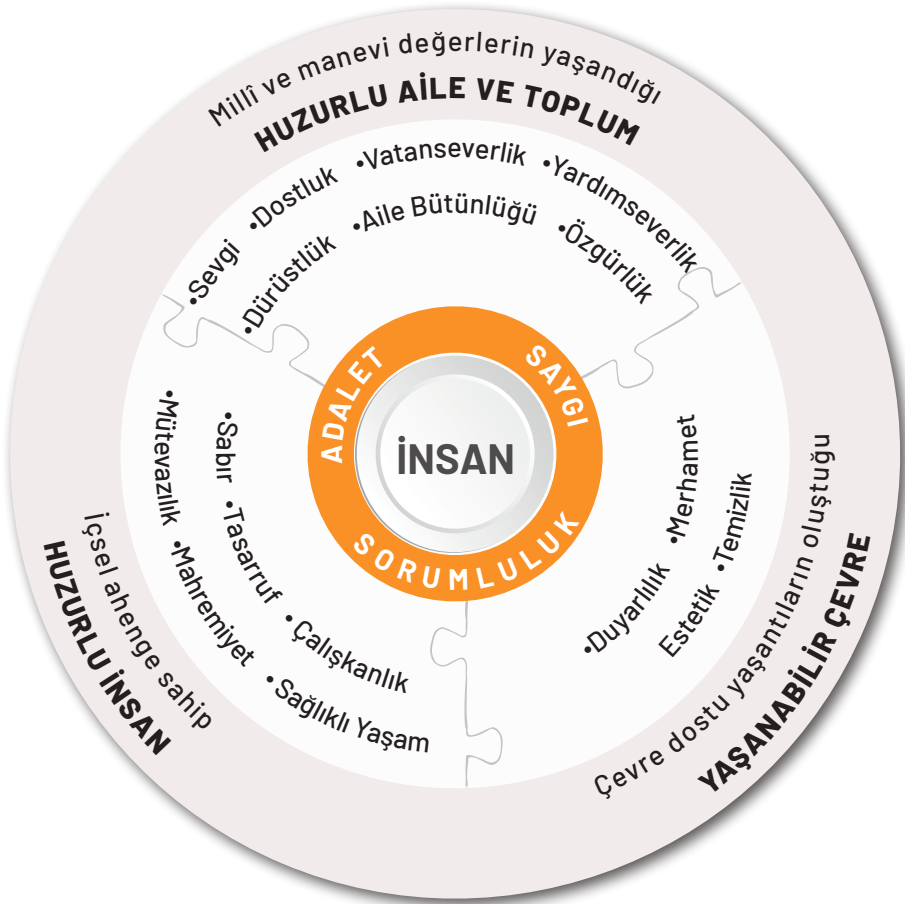 Millî ve manevi değerlerin yaşandığı
HUZURLU AİLE VE TOPLUM
•Sevgi •Dostluk •Vatanseverlik •Yardımseverlik
•Dürüstlük •Aile Bütünlüğü •Özgürlük
ADALET
SAYGI
SORUMLULUK
İNSAN
•Mütevazılık •Mahremiyet •Sağlıklı Yaşam
•Sabır •Tasarruf •Çalışkanlık
İçsel ahenge sahip
HUZURLU İNSAN
•Duyarlılık •Merhamet
Estetik •Temizlik
Çevre dostu yaşantıların oluştuğu
YAŞANABİLİR ÇEVRE